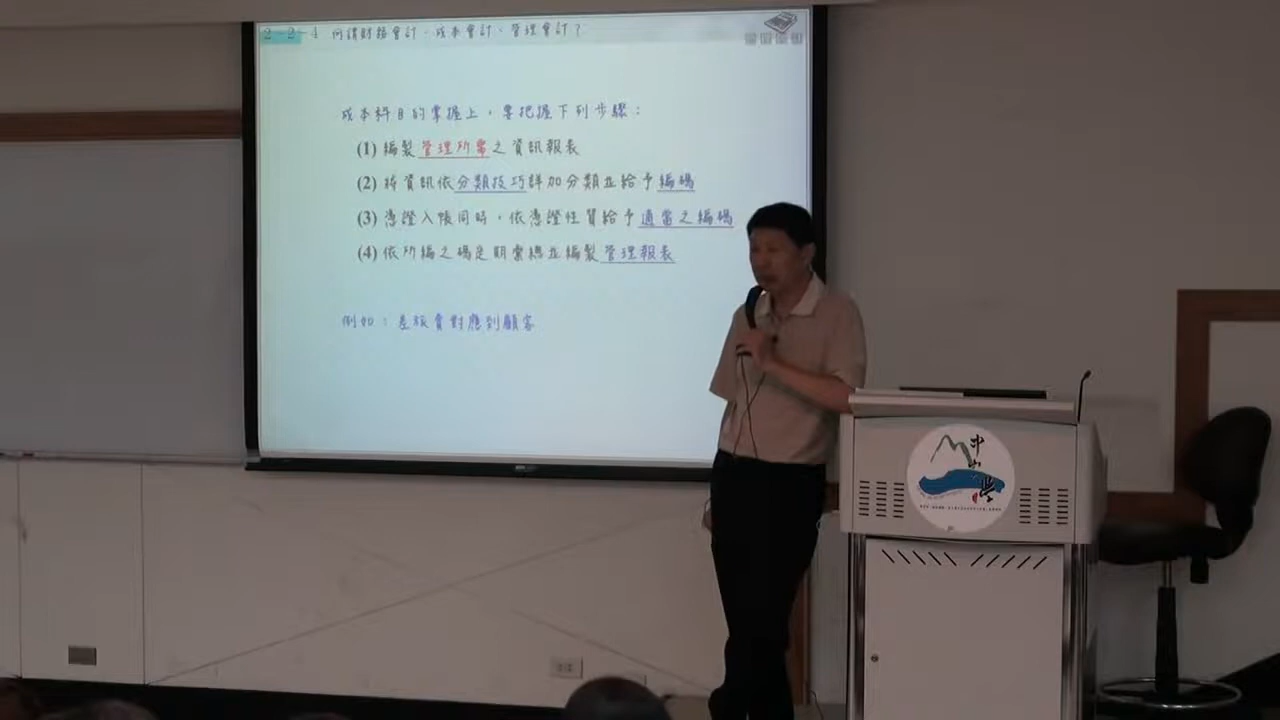 2-2-4 何謂財務會計、成本會計、管理會計？
成本科目的掌握上，要把握下列步驟：
(1) 編製管理所需之資訊報表
(2) 將資訊依分類技巧詳加分類並給予編碼
(3) 憑證入帳同時，依憑證性質給予適當之編碼
(4) 依所編之碼定期彙總並編製管理報表
例如：差旅費對應到顧客
中山學